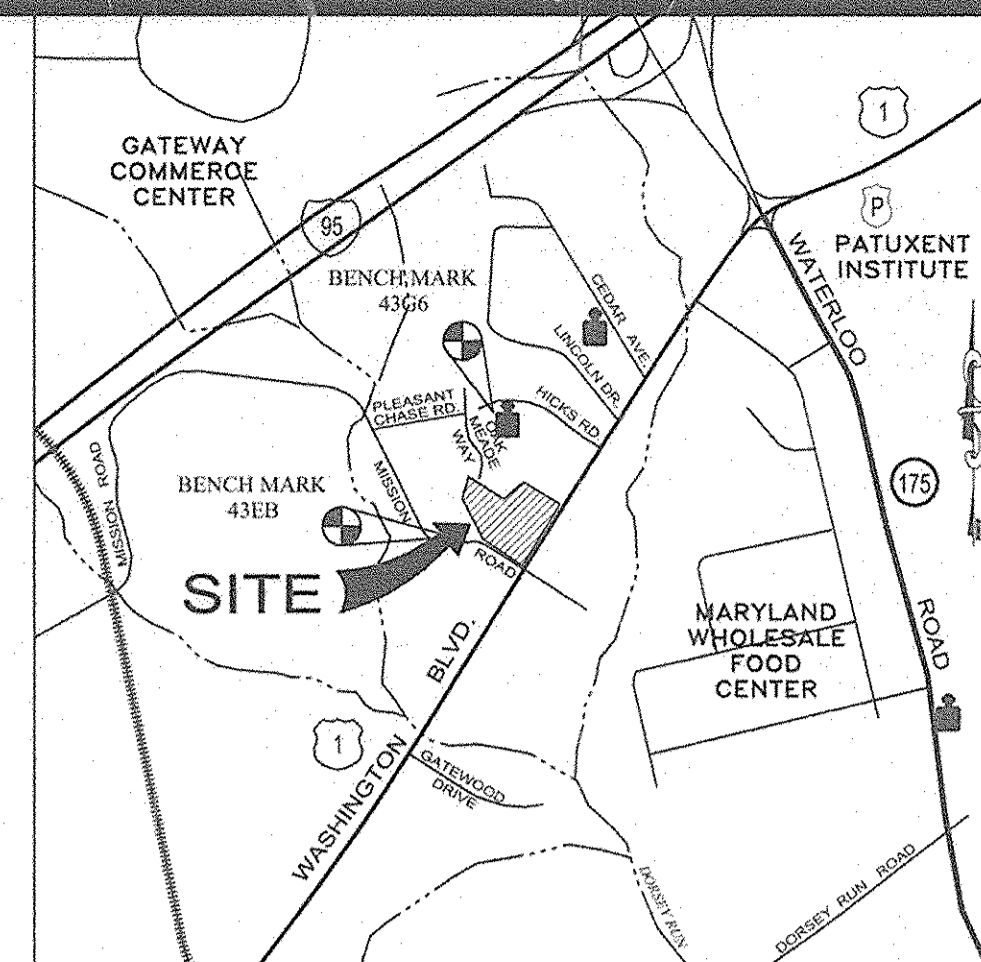 GATEWAY
COMMERCE
CENTER
95
1
P
PATUXENT
INSTITUTE
BENCH MARK
43G6
WATERLOO
CEDAR AVE.
LINCOLN DR.
HICKS RD.
PLEASANT
CHASE RD.
OAK
MEADE
WAY
MISSION
ROAD
MISSION ROAD
BENCH MARK
43EB
SITE
175
ROAD
MARYLAND
WHOLESALE
FOOD
CENTER
WASHINGTON
BLVD.
1
GATEWOOD
DRIVE
DORSEY RUN
DORSEY RUN ROAD